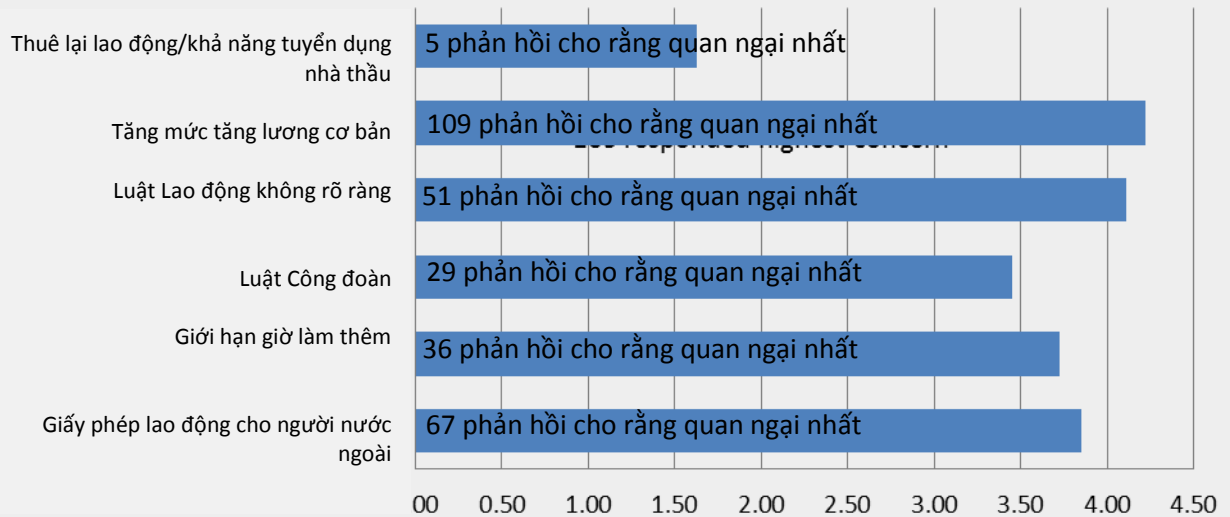 Thuê lại lao động/khả năng tuyển dụng
nhà thầu
5 phản hồi cho rằng quan ngại nhất
Tăng mức tăng lương cơ bản
109 phản hồi cho rằng quan ngại nhất
Luật Lao động không rõ ràng
51 phản hồi cho rằng quan ngại nhất
Luật Công đoàn
29 phản hồi cho rằng quan ngại nhất
Giới hạn giờ làm thêm
36 phản hồi cho rằng quan ngại nhất
Giấy phép lao động cho người nước
ngoài
67 phản hồi cho rằng quan ngại nhất
00 0.50 1.00 1.50 2.00 2.50 3.00 3.50 4.00 4.50